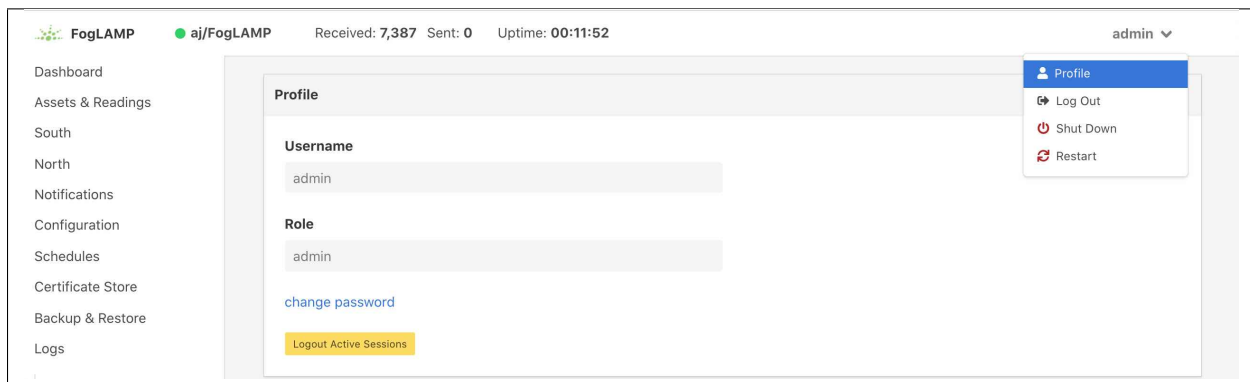 FogLAMP aj/FogLAMP Received: 7,387 Sent: 0 Uptime: 00:11:52 admin
Dashboard
Assets & Readings
South
North
Notifications
Configuration
Schedules
Certificate Store
Backup & Restore
Logs
Profile
Username
admin
Role
admin
change password
Logout Active Sessions
Profile
Log Out
Shut Down
Restart